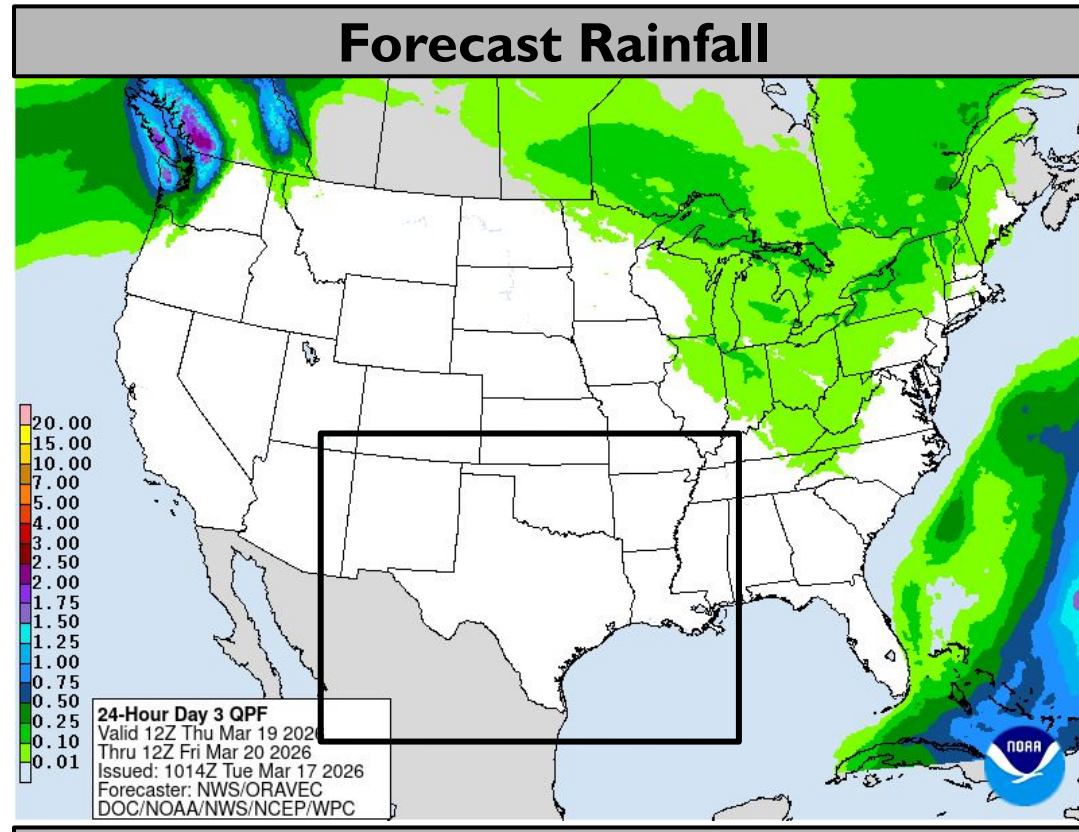 Forecast Rainfall
20.00
15.00
10.00
7.00
5.00
4.00
3.00
2.50
2.00
1.75
1.50
1.25
1.00
0.75
0.50
0.25
0.10
0.01
24-Hour Day 3 QPF
Valid 12Z Thu Mar 19 2026
Thru 12Z Fri Mar 20 2026
Issued: 1014Z Tue Mar 17 2026
Forecaster: NWS/ORAVEC
DOC/NOAA/NWS/NCEP/WPC
NOAA